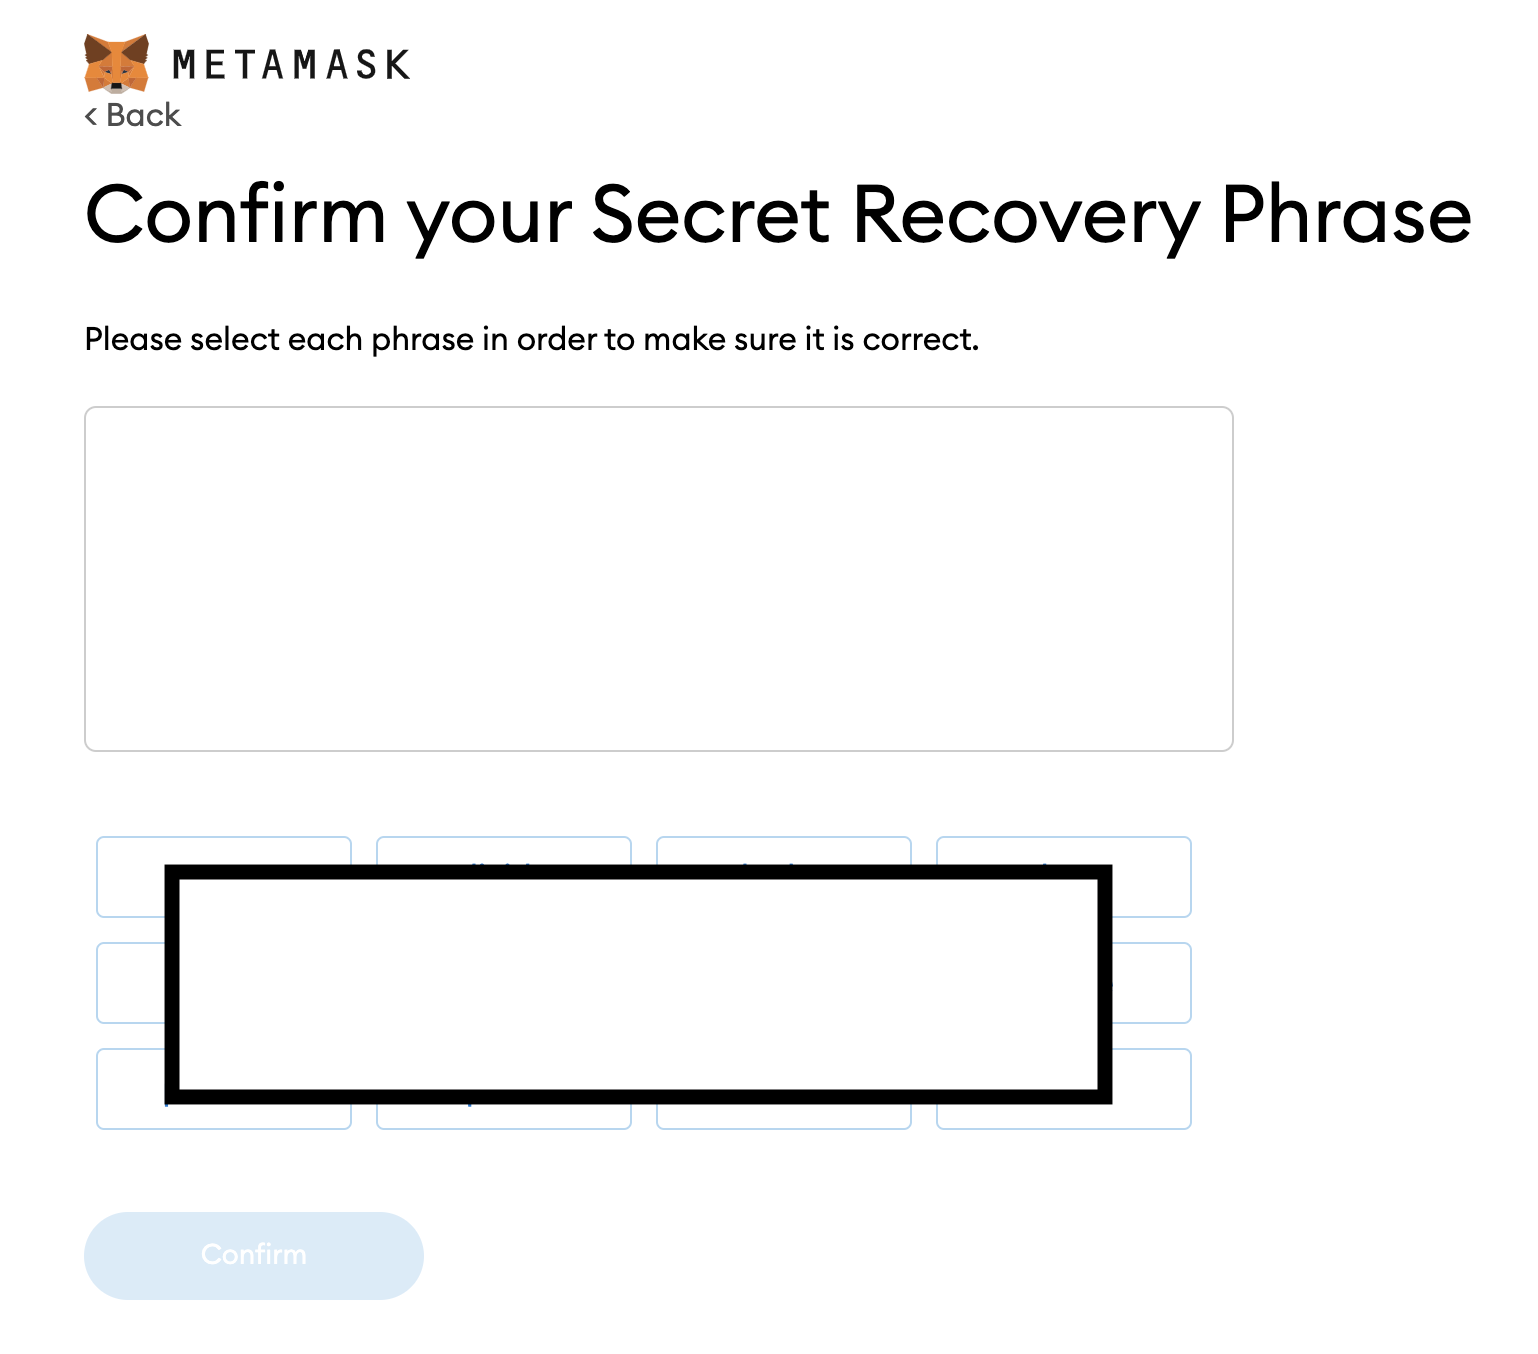 METAMASK
< Back
Confirm your Secret Recovery Phrase
Please select each phrase in order to make sure it is correct.
Confirm